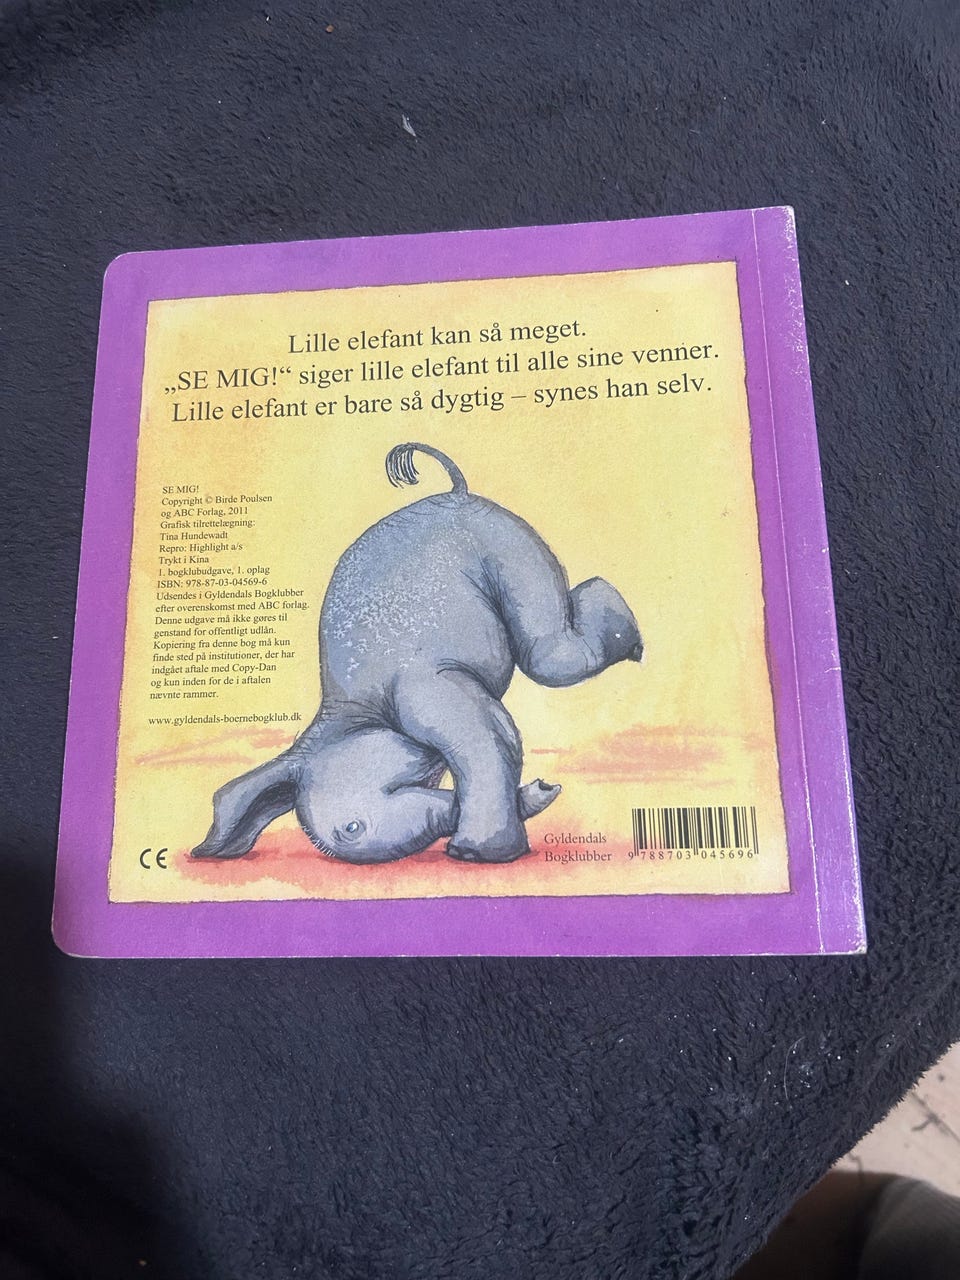 Lille elefant kan så meget.
„SE MIG!“ siger lille elefant til alle sine venner.
Lille elefant er bare så dygtig – synes han selv.
SE MIG!
Copyright © Birde Poulsen
og ABC Forlag, 2011
Grafisk tilrettelægning:
Tina Hundewadt
Repro: Highlight a/s
Trykt i Kina
1. bogklubudgave, 1. oplag
ISBN: 978-87-03-04569-6
Udsendes i Gyldendals Bogklubber
efter overenskomst med ABC forlag.
Denne udgave må ikke gøres til
genstand for offentligt udlån.
Kopiering fra denne bog må kun
finde sted på institutioner, der har
indgået aftale med Copy-Dan
og kun inden for de i aftalen
nævnte rammer.
www.gyldendals-boernebogklub.dk
CE
Gyldendals
Bogklubber
9 788703 045696